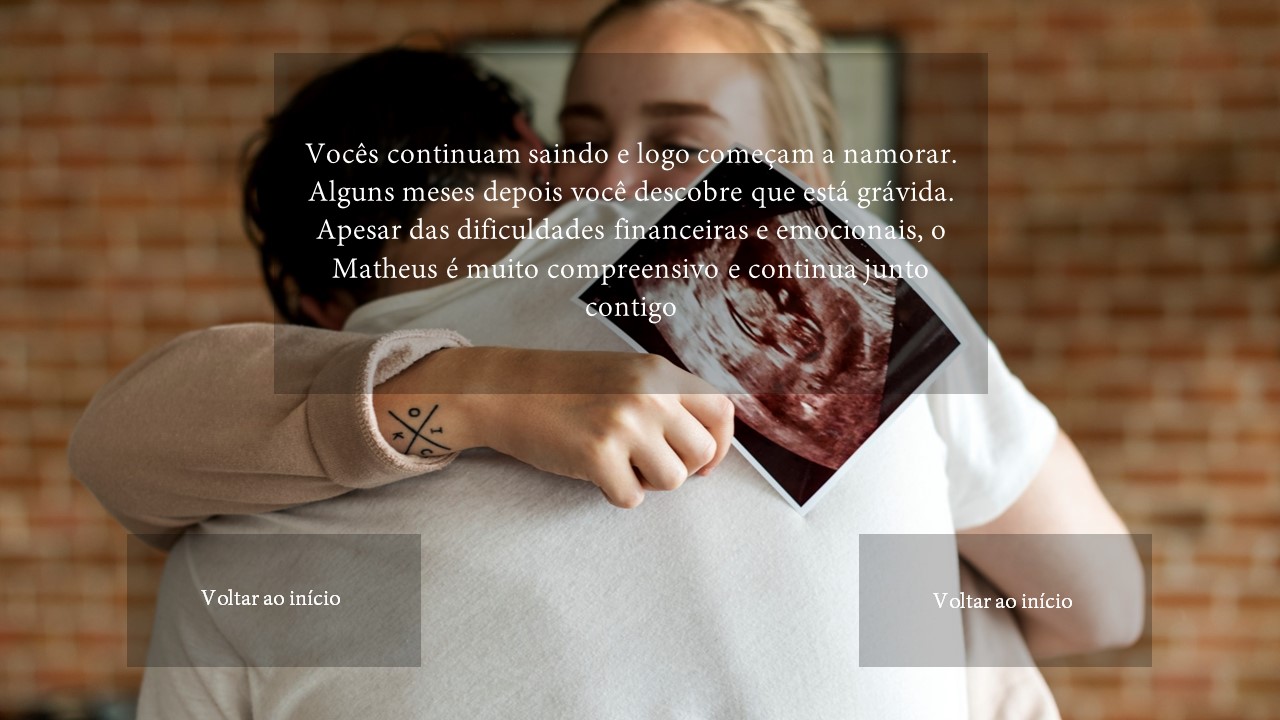 Vocês continuam saindo e logo começam a namorar.
Alguns meses depois você descobre que está grávida.
Apesar das dificuldades financeiras e emocionais, o
Matheus é muito compreensivo e continua junto
contigo
Voltar ao início
Voltar ao início